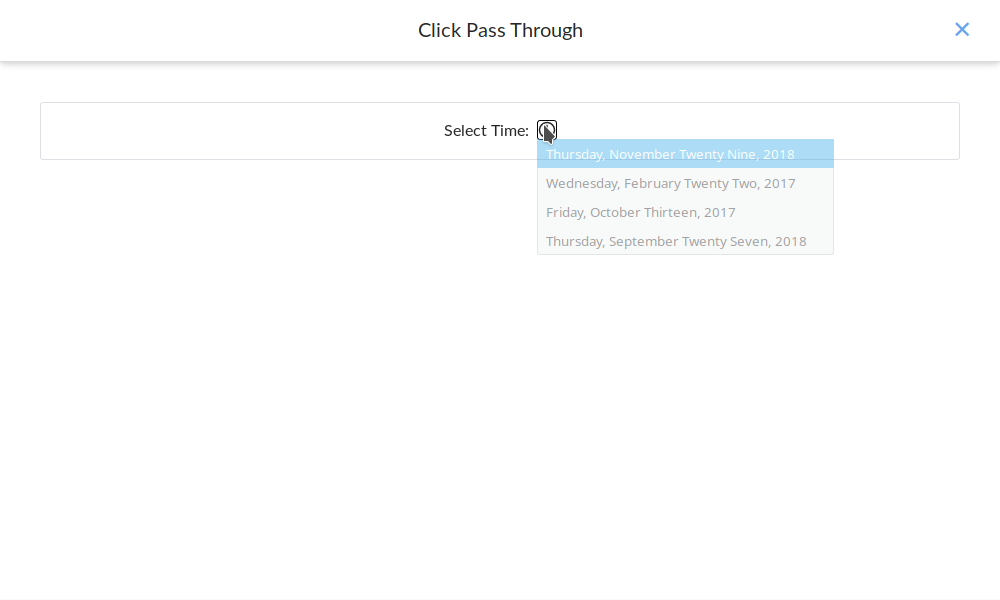 Click Pass Through
Select Time:
Thursday, November Twenty Nine, 2018
Wednesday, February Twenty Two, 2017
Friday, October Thirteen, 2017
Thursday, September Twenty Seven, 2018